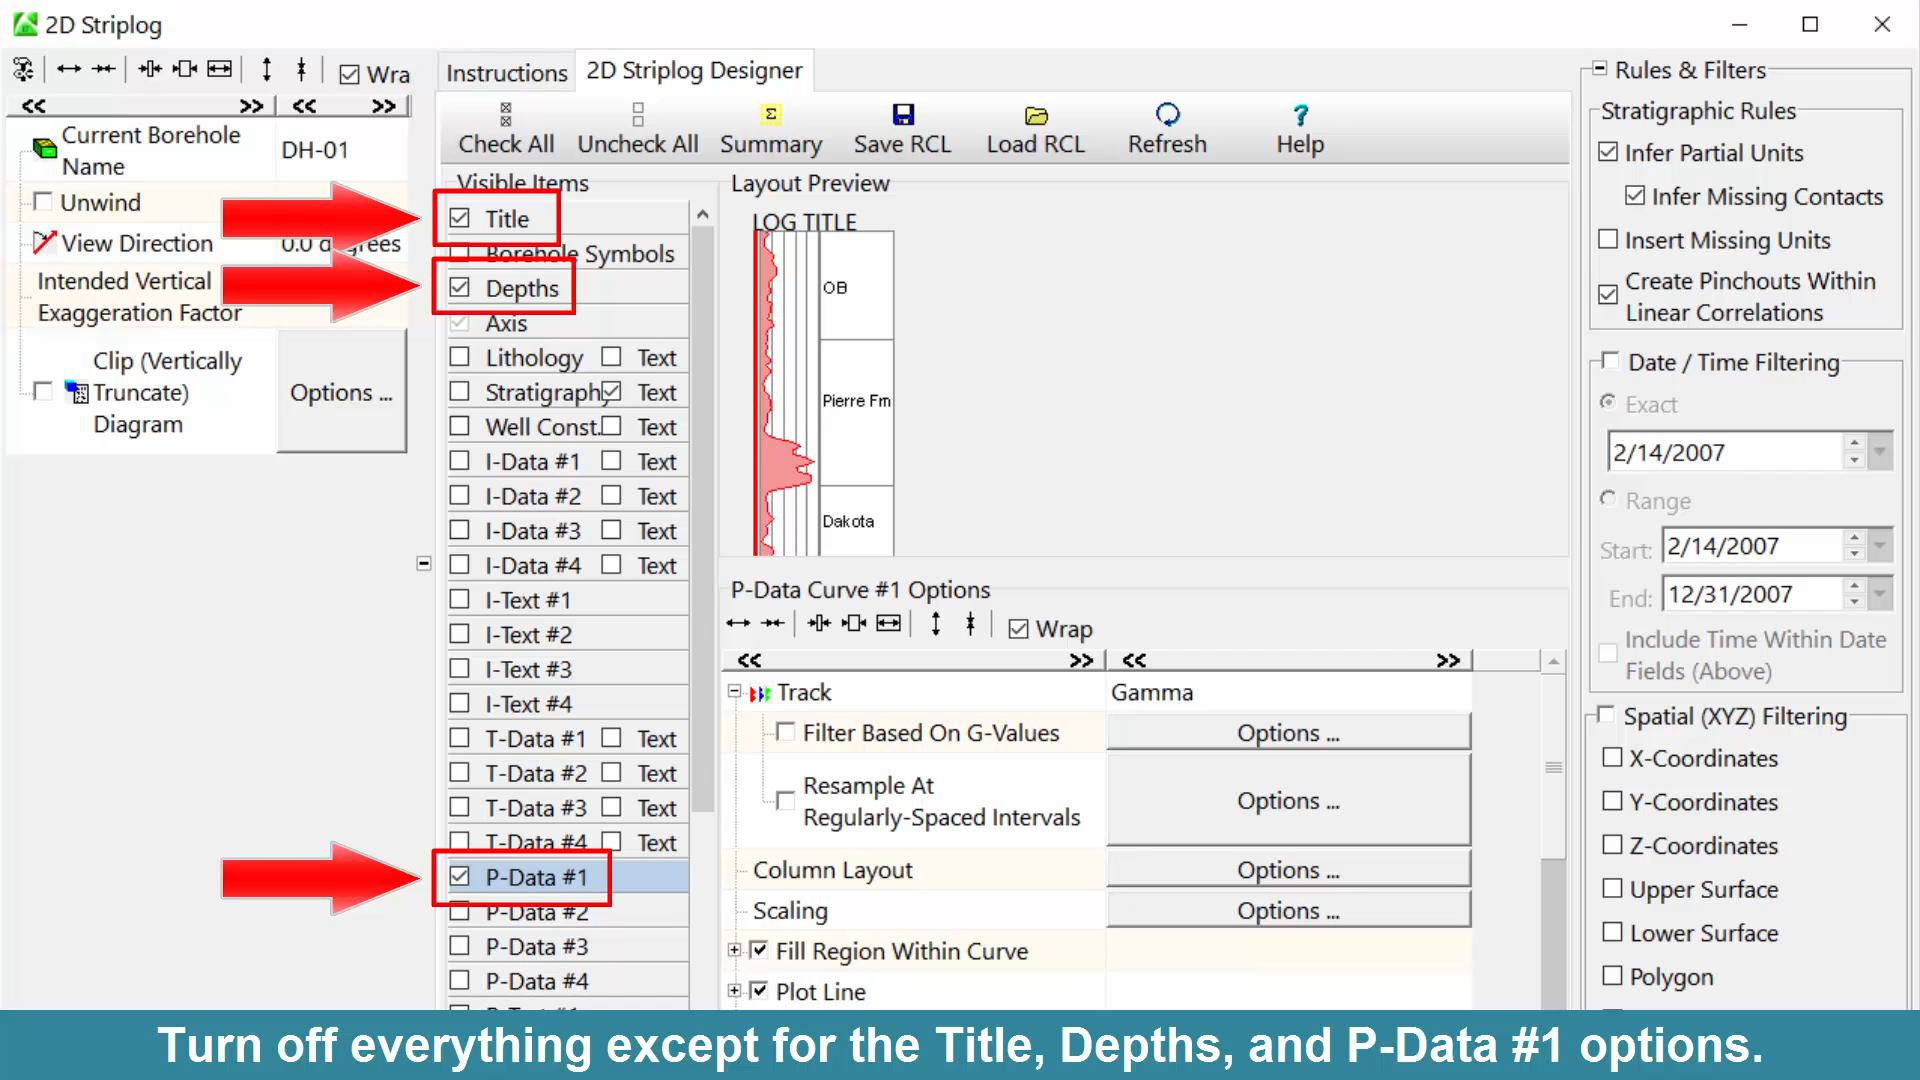 2D Striplog
Wra
Instructions
2D Striplog Designer
<< >> << >>
Current Borehole
Name
DH-01
Unwind
View Direction
0.0 degrees
Intended Vertical
Exaggeration Factor
Clip (Vertically
Truncate)
Diagram
Options ...
Check All
Uncheck All
Σ
Summary
Save RCL
Load RCL
Refresh
?
Help
Visible Items
Title
Borehole Symbols
Depths
Axis
Lithology Text
Stratigraphy Text
Well Const. Text
I-Data #1 Text
I-Data #2 Text
I-Data #3 Text
I-Data #4 Text
I-Text #1
I-Text #2
I-Text #3
I-Text #4
T-Data #1 Text
T-Data #2 Text
T-Data #3 Text
T-Data #4 Text
P-Data #1
P-Data #2
P-Data #3
P-Data #4
Layout Preview
LOG TITLE
OB
Pierre Fm
Dakota
P-Data Curve #1 Options
Wrap
<< >> << >>
Track Gamma
Filter Based On G-Values Options ...
Resample At
Regularly-Spaced Intervals
Options ...
Column Layout Options ...
Scaling Options ...
Fill Region Within Curve
Plot Line
Rules & Filters
Stratigraphic Rules
Infer Partial Units
Infer Missing Contacts
Insert Missing Units
Create Pinchouts Within
Linear Correlations
Date / Time Filtering
Exact
2/14/2007
Range
Start: 2/14/2007
End: 12/31/2007
Include Time Within Date
Fields (Above)
Spatial (XYZ) Filtering
X-Coordinates
Y-Coordinates
Z-Coordinates
Upper Surface
Lower Surface
Polygon
Turn off everything except for the Title, Depths, and P-Data #1 options.